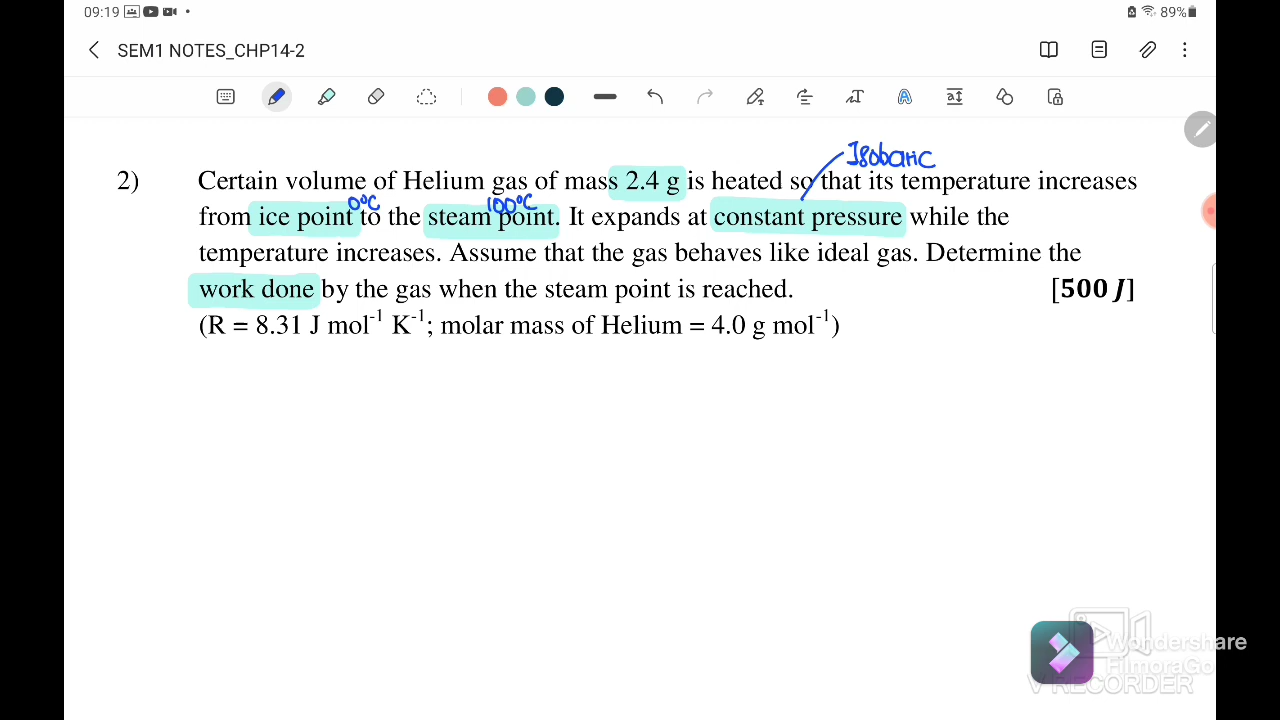 09:19
89%
SEM1 NOTES_CHP14-2
Isobaric
2) Certain volume of Helium gas of mass 2.4 g is heated so that its temperature increases
0°C 100°C
from ice point to the steam point. It expands at constant pressure while the
temperature increases. Assume that the gas behaves like ideal gas. Determine the
work done by the gas when the steam point is reached. [500 J]
(R = 8.31 J mol⁻¹ K⁻¹; molar mass of Helium = 4.0 g mol⁻¹)
Wondershare
FilmoraGo
V RECORDER